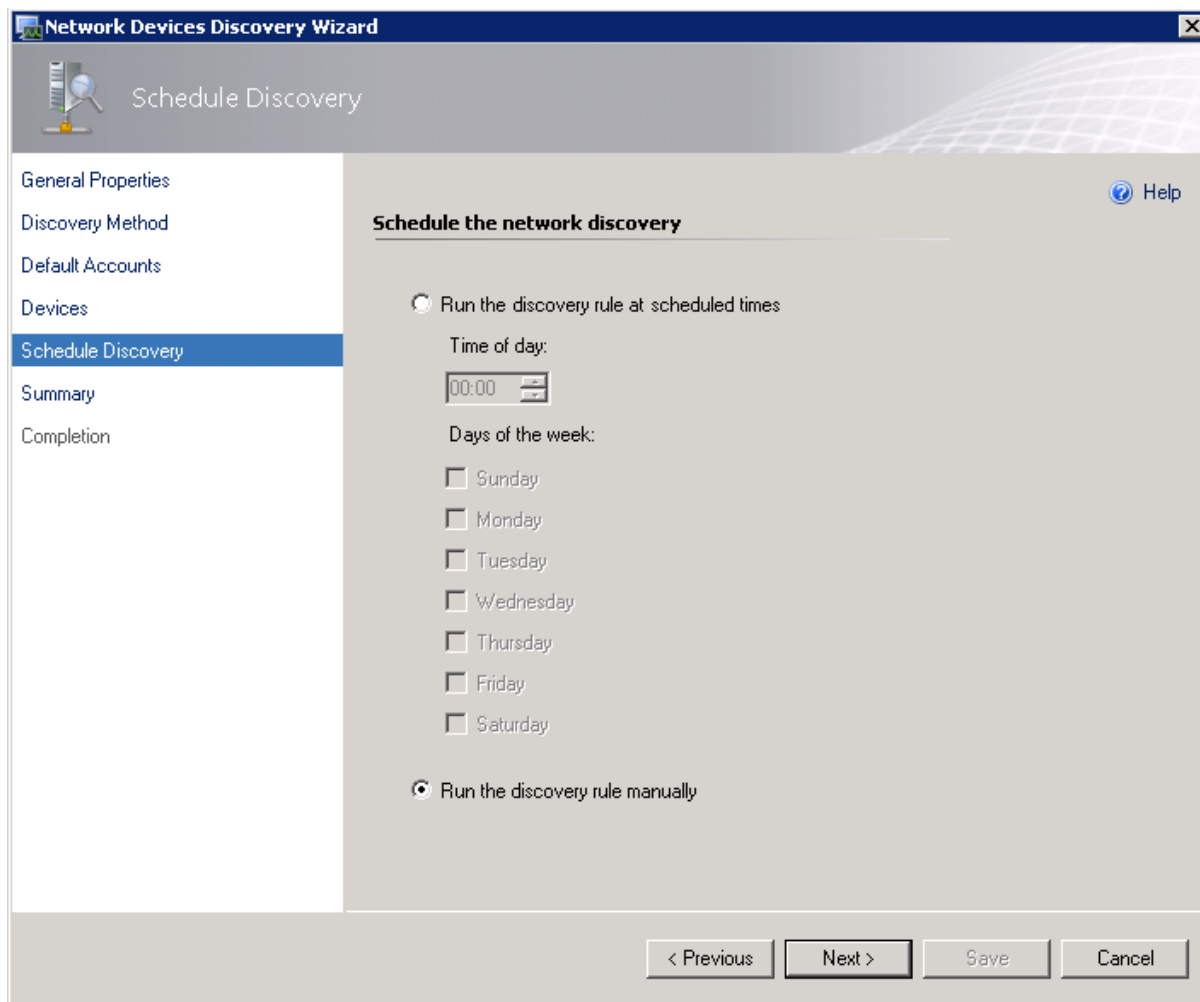 Network Devices Discovery Wizard
Schedule Discovery
General Properties
Discovery Method
Default Accounts
Devices
Schedule Discovery
Summary
Completion
Help
Schedule the network discovery
Run the discovery rule at scheduled times
Time of day:
00:00
Days of the week:
Sunday
Monday
Tuesday
Wednesday
Thursday
Friday
Saturday
Run the discovery rule manually
< Previous
Next >
Save
Cancel